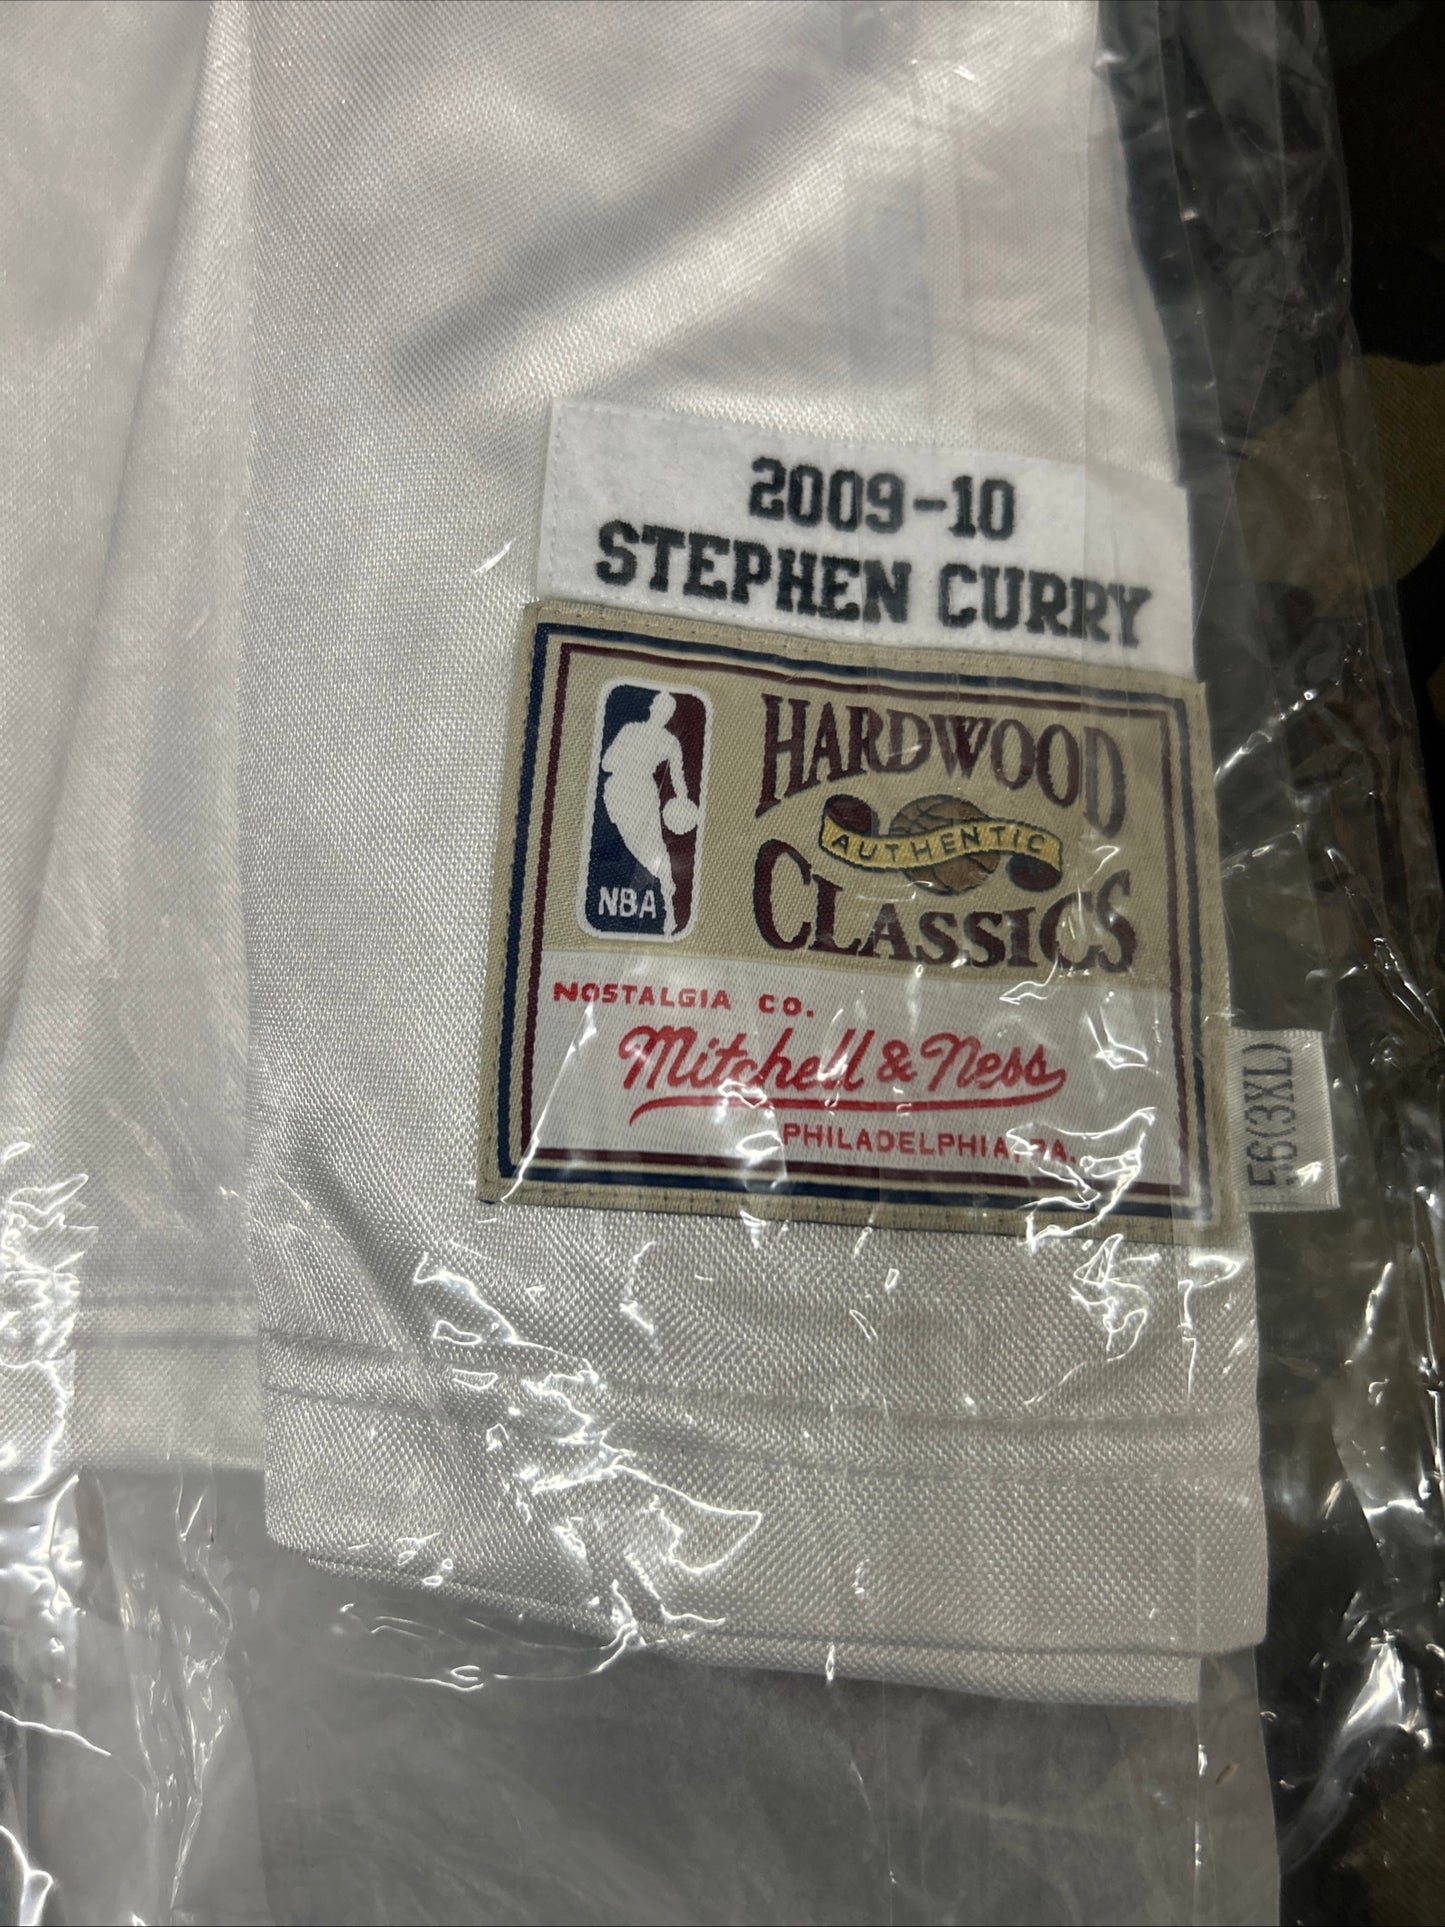 2009-10
STEPHEN CURRY
NBA
HARDWOOD
AUTHENTIC
CLASSICS
NOSTALGIA CO.
Mitchell & Ness
PHILADELPHIA, PA.
56(3XL)